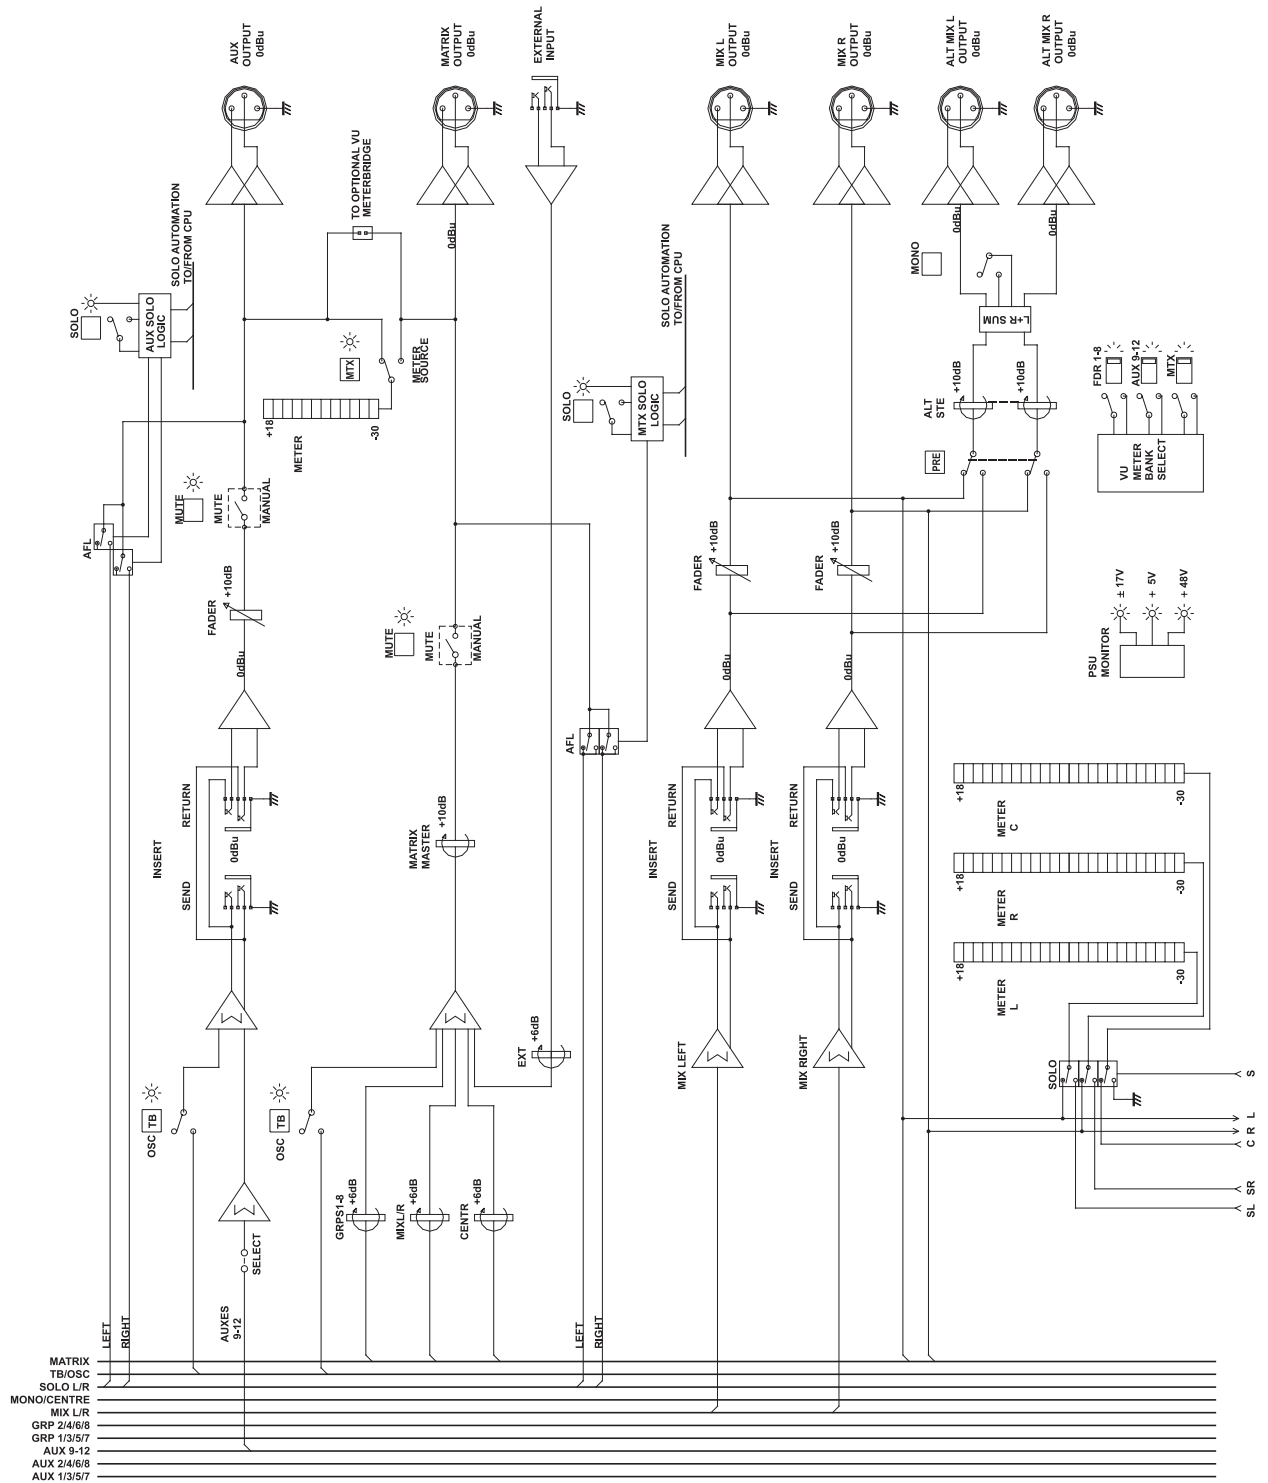 AUX
OUTPUT
0dBu
MATRIX
OUTPUT
0dBu
EXTERNAL
INPUT
MIX L
OUTPUT
0dBu
MIX R
OUTPUT
0dBu
ALT MIX L
OUTPUT
0dBu
ALT MIX R
OUTPUT
0dBu
SOLO AUTOMATION
TO/FROM CPU
TO OPTIONAL VU
METERBRIDGE
0dBu
SOLO AUTOMATION
TO/FROM CPU
0dBu
0dBu
MONO
L+R SUM
SOLO
AUX SOLO
LOGIC
MTX
METER
SOURCE
+18
-30
METER
SOLO
MTX SOLO
LOGIC
ALT
STE
+10dB
+10dB
PRE
FDR 1-8
AUX 9-12
MTX
VU
METER
BANK
SELECT
MUTE
MUTE
MANUAL
AFL
FADER
+10dB
0dBu
MUTE
MUTE
MANUAL
FADER
+10dB
0dBu
FADER
+10dB
0dBu
± 17V
+ 5V
+ 48V
PSU
MONITOR
AFL
INSERT
RETURN
0dBu
SEND
MATRIX
MASTER
+10dB
INSERT
RETURN
0dBu
SEND
INSERT
RETURN
0dBu
SEND
+18
METER
C
-30
+18
METER
R
-30
+18
METER
L
-30
EXT
+6dB
MIX LEFT
MIX RIGHT
SOLO
OSC
TB
OSC
TB
S
L
R
C
SR
SL
GRPS1-8
+6dB
MIXL/R
+6dB
CENTR
+6dB
SELECT
AUXES
9-12
LEFT
RIGHT
LEFT
RIGHT
MATRIX
TB/OSC
SOLO L/R
MONO/CENTRE
MIX L/R
GRP 2/4/6/8
GRP 1/3/5/7
AUX 9-12
AUX 2/4/6/8
AUX 1/3/5/7